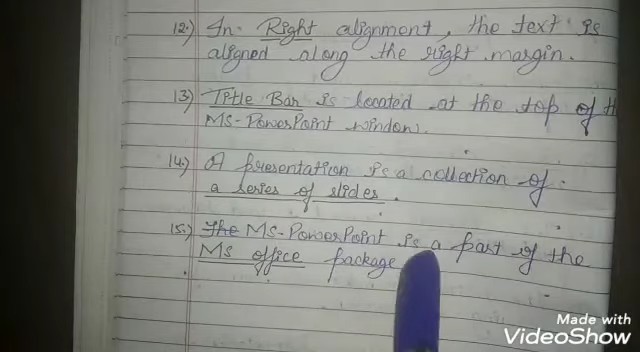 12.) In Right alignment, the text is
aligned along the right margin.
13.) Title Bar is located at the top of th
MS-PowerPoint window.
14.) A presentation is a collection of
a series of slides.
15.) The MS-PowerPoint is a part of the
MS office package
Made with
VideoShow